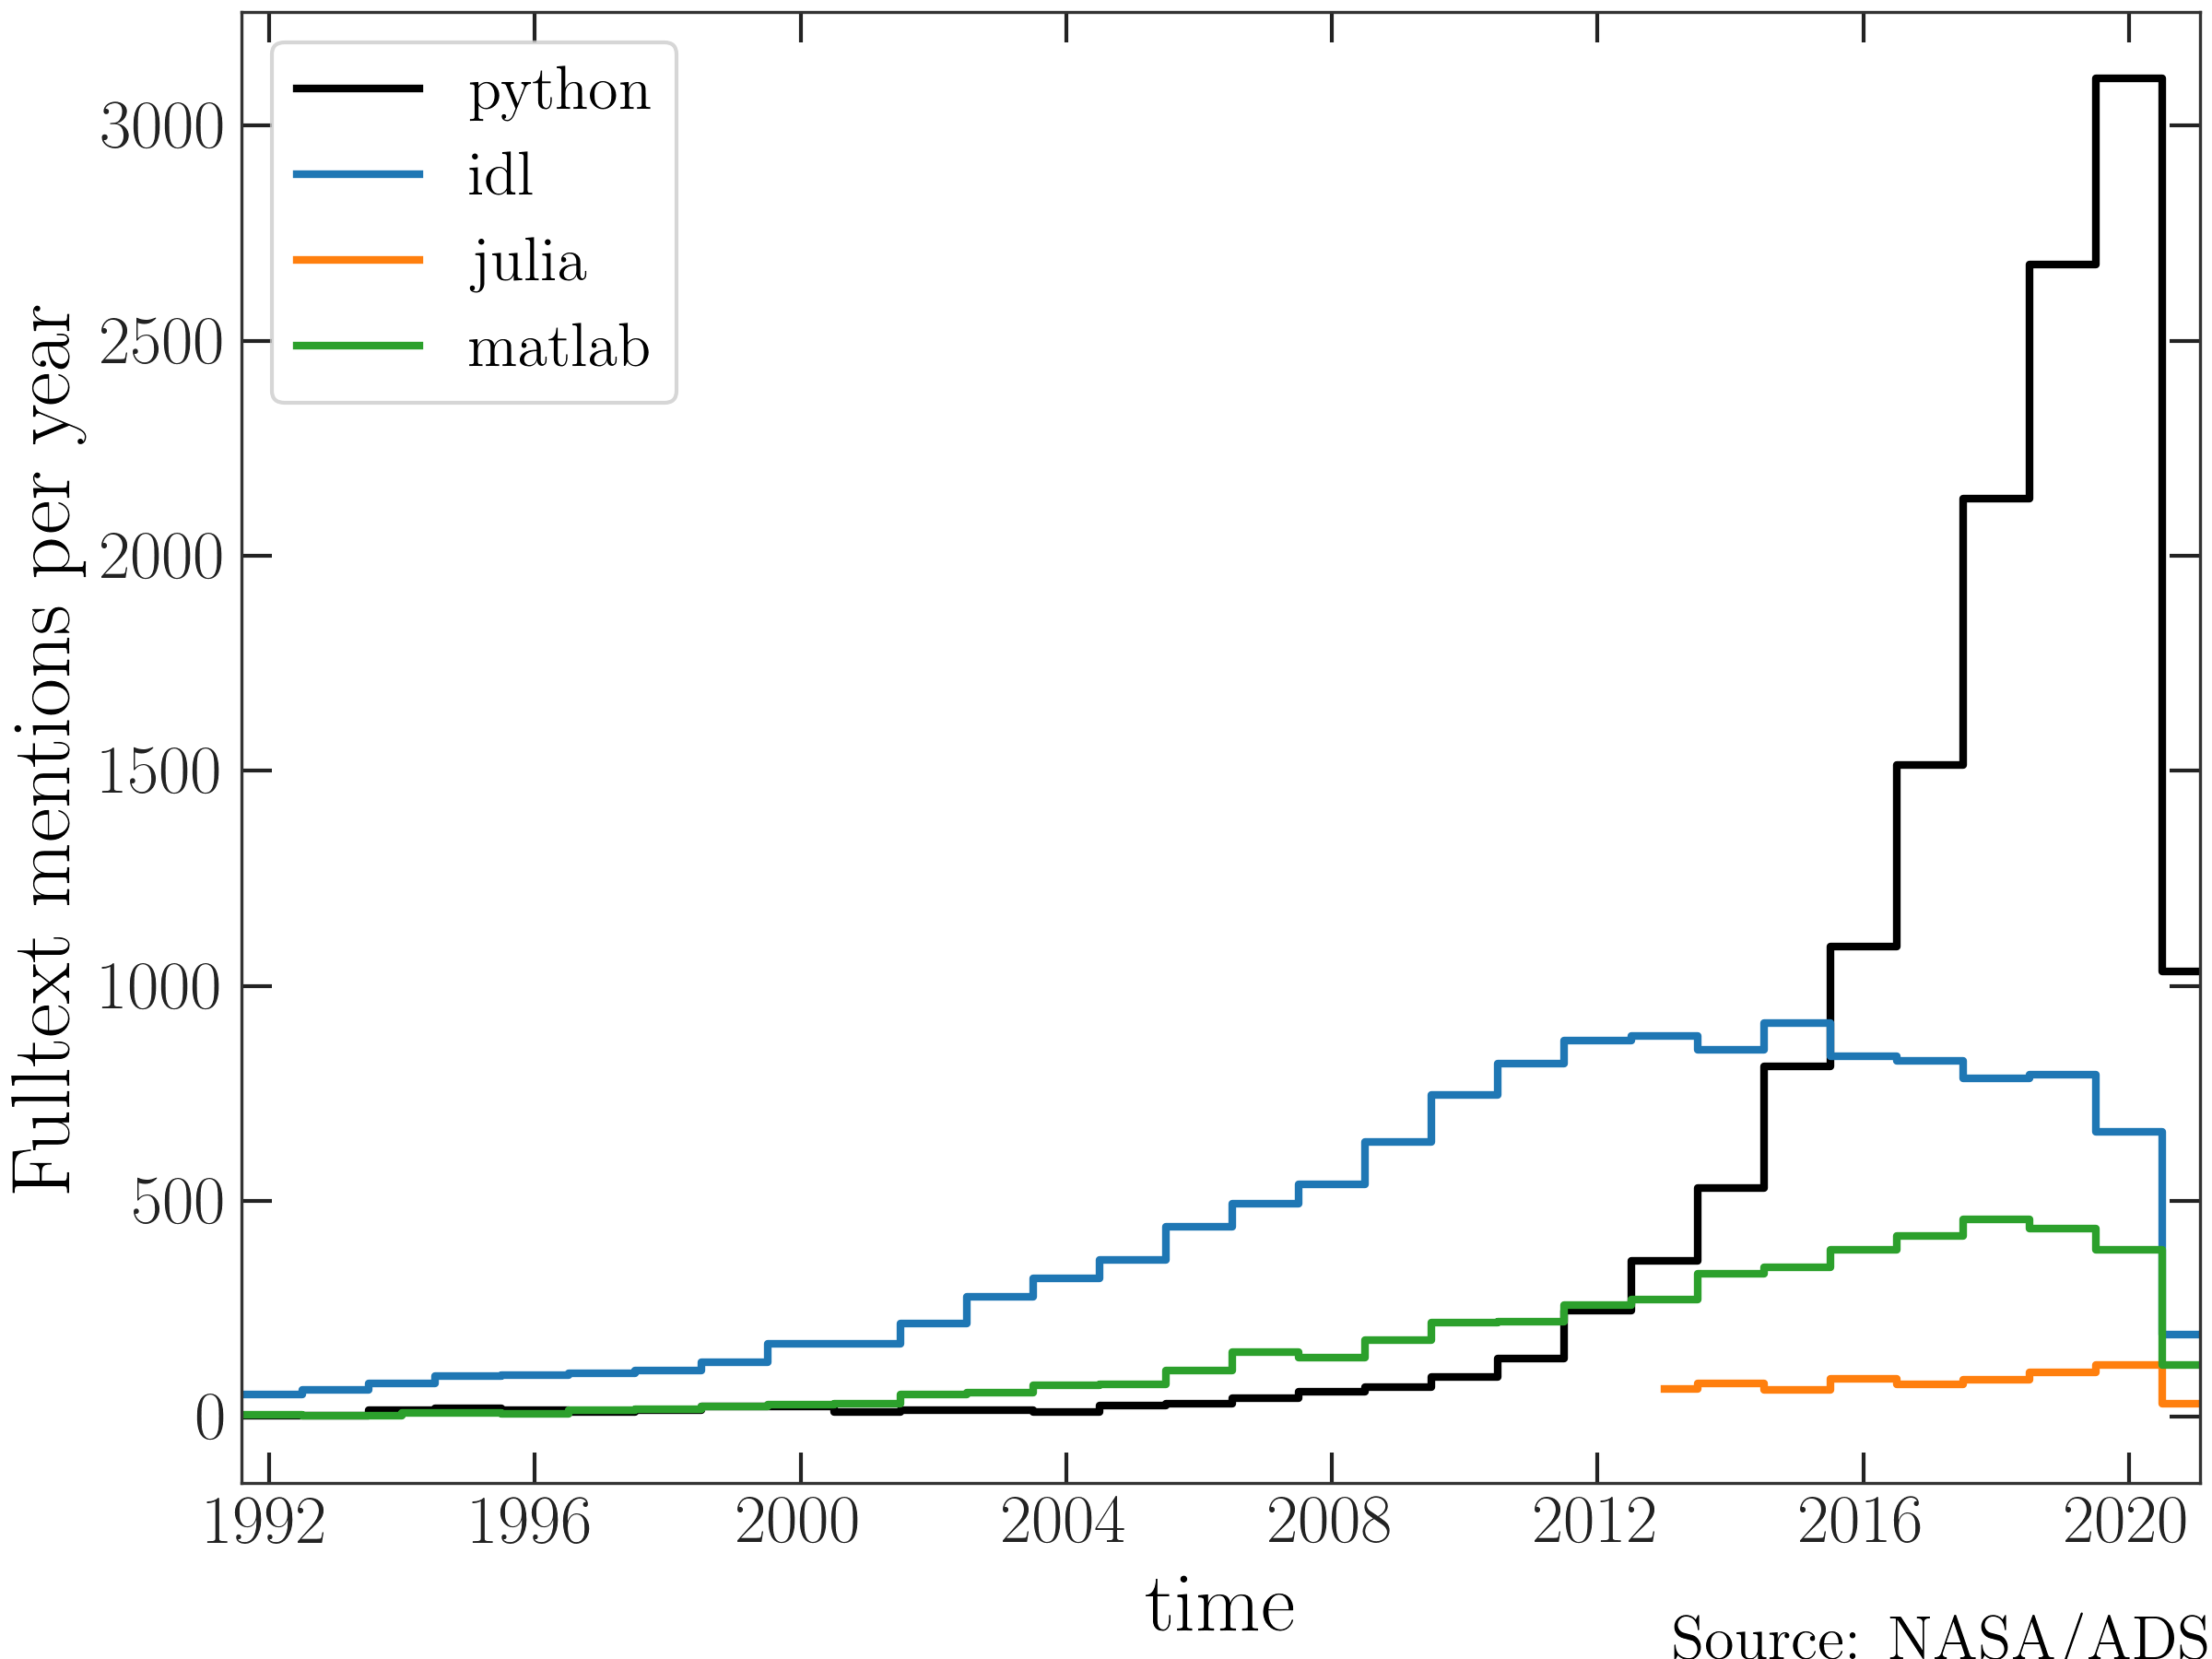 python
idl
julia
matlab
Fulltext mentions per year
3000
2500
2000
1500
1000
500
0
1992 1996 2000 2004 2008 2012 2016 2020
time
Source: NASA/ADS